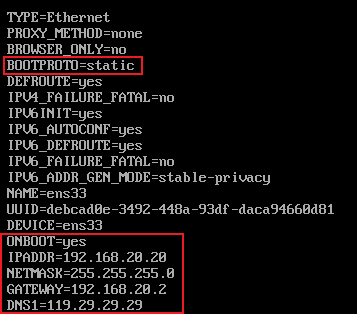 TYPE=Ethernet
PROXY_METHOD=none
BROWSER_ONLY=no
BOOTPROTO=static
DEFROUTE=yes
IPV4_FAILURE_FATAL=no
IPV6INIT=yes
IPV6_AUTOCONF=yes
IPV6_DEFROUTE=yes
IPV6_FAILURE_FATAL=no
IPV6_ADDR_GEN_MODE=stable-privacy
NAME=ens33
UUID=debcad0e-3492-448a-93df-daca94660d81
DEVICE=ens33
ONBOOT=yes
IPADDR=192.168.20.20
NETMASK=255.255.255.0
GATEWAY=192.168.20.2
DNS1=119.29.29.29